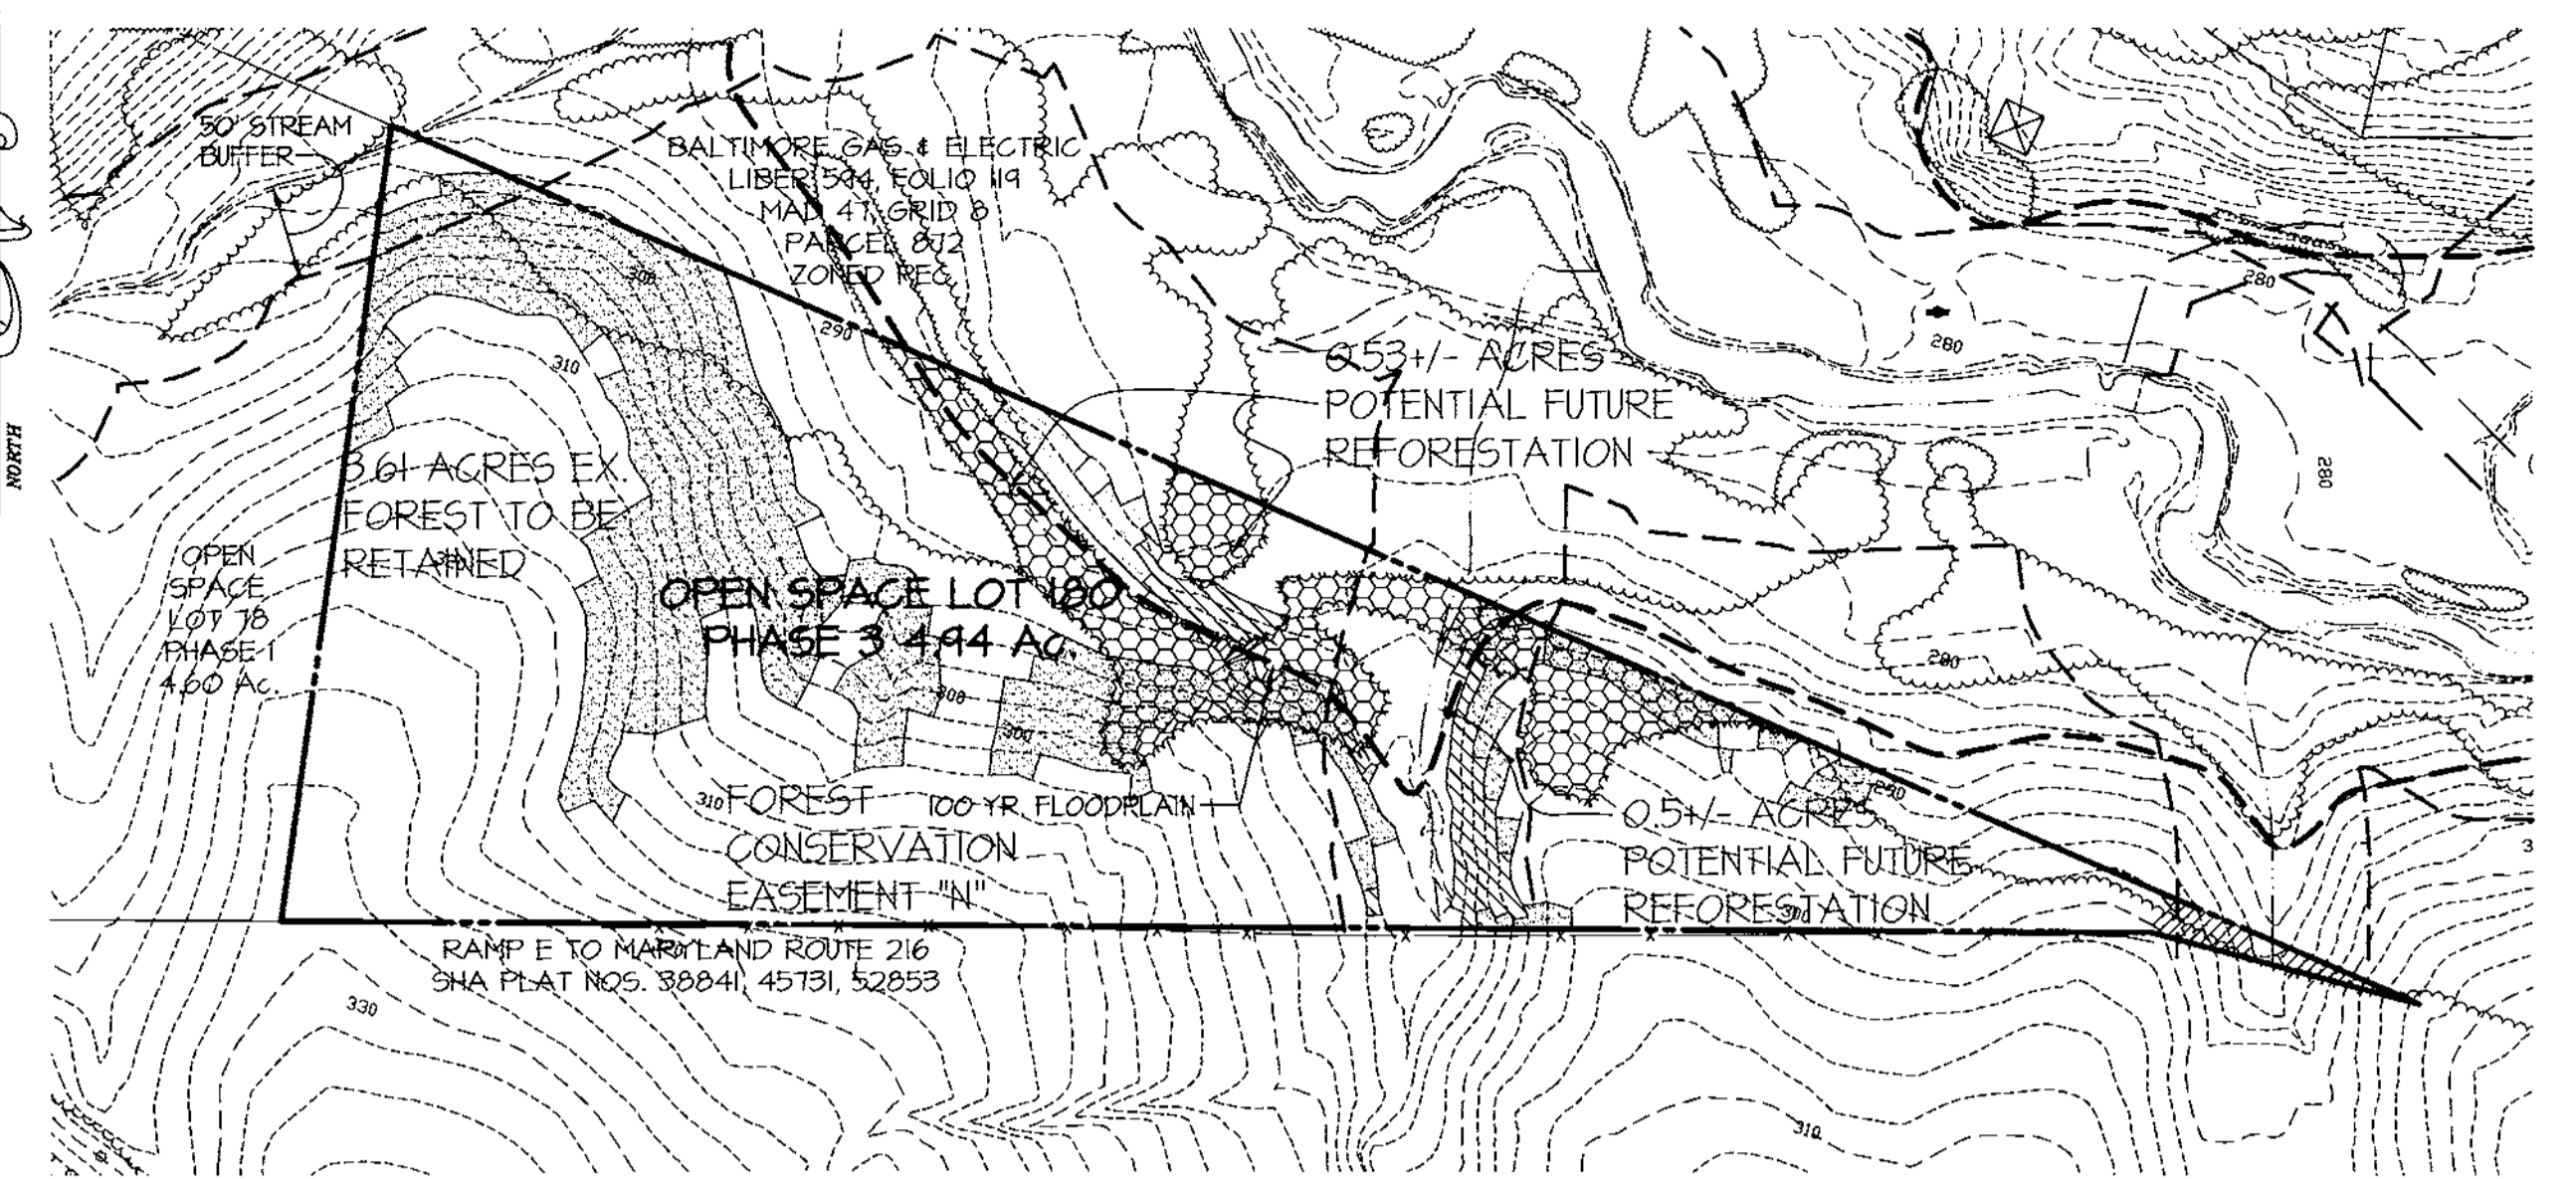 50' STREAM
BUFFER
BALTIMORE GAS & ELECTRIC
LIBER 594, FOLIO 119
MAP 47, GRID 8
PARCEL 872
ZONED REC
NORTH
300
290
310
280
280
280
280
0.53+/- ACRES
POTENTIAL FUTURE
REFORESTATION
3.61 ACRES EX.
FOREST TO BE
RETAINED
OPEN
SPACE
LOT 78
PHASE 1
4.60 Ac.
OPEN SPACE LOT 180
PHASE 3 4.94 Ac.
300
300
310
FOREST
CONSERVATION
EASEMENT "N"
100 YR. FLOODPLAIN
290
0.5+/- ACRES
POTENTIAL FUTURE
REFORESTATION
300
RAMP E TO MARYLAND ROUTE 216
SHA PLAT NOS. 38841, 45731, 52853
330
310
3